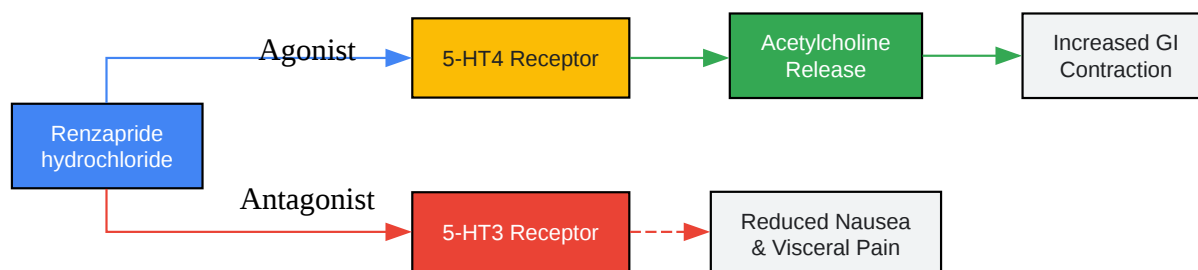 Agonist
5-HT4 Receptor
Acetylcholine
Release
Increased GI
Contraction
Renzapride
hydrochloride
Antagonist
5-HT3 Receptor
Reduced Nausea
& Visceral Pain